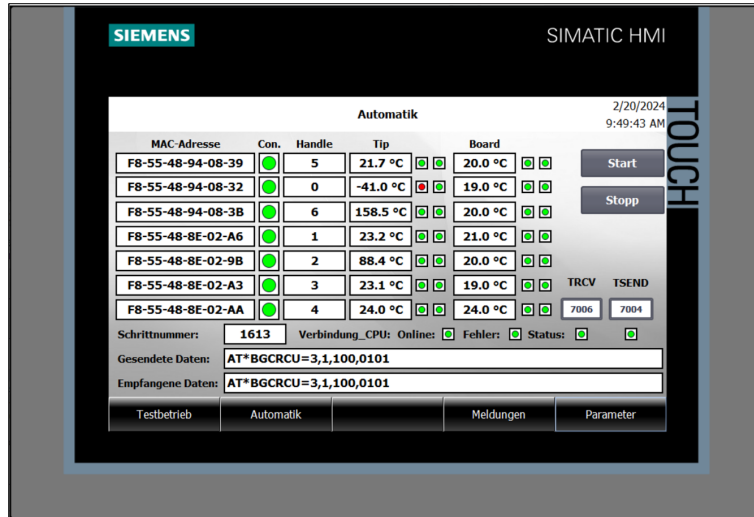 SIEMENS
SIMATIC HMI
TOUCH
Automatik
2/20/2024
9:49:43 AM
MAC-Adresse Con. Handle Tip Board
F8-55-48-94-08-39 5 21.7 °C 20.0 °C
Start
F8-55-48-94-08-32 0 -41.0 °C 19.0 °C
Stopp
F8-55-48-94-08-3B 6 158.5 °C 20.0 °C
F8-55-48-8E-02-A6 1 23.2 °C 21.0 °C
F8-55-48-8E-02-9B 2 88.4 °C 20.0 °C
F8-55-48-8E-02-A3 3 23.1 °C 19.0 °C TRCV TSEND
F8-55-48-8E-02-AA 4 24.0 °C 24.0 °C 7006 7004
Schrittnummer: 1613 Verbindung_CPU: Online: Fehler: Status:
Gesendete Daten: AT*BGCRCU=3,1,100,0101
Empfangene Daten: AT*BGCRCU=3,1,100,0101
Testbetrieb Automatik Meldungen Parameter